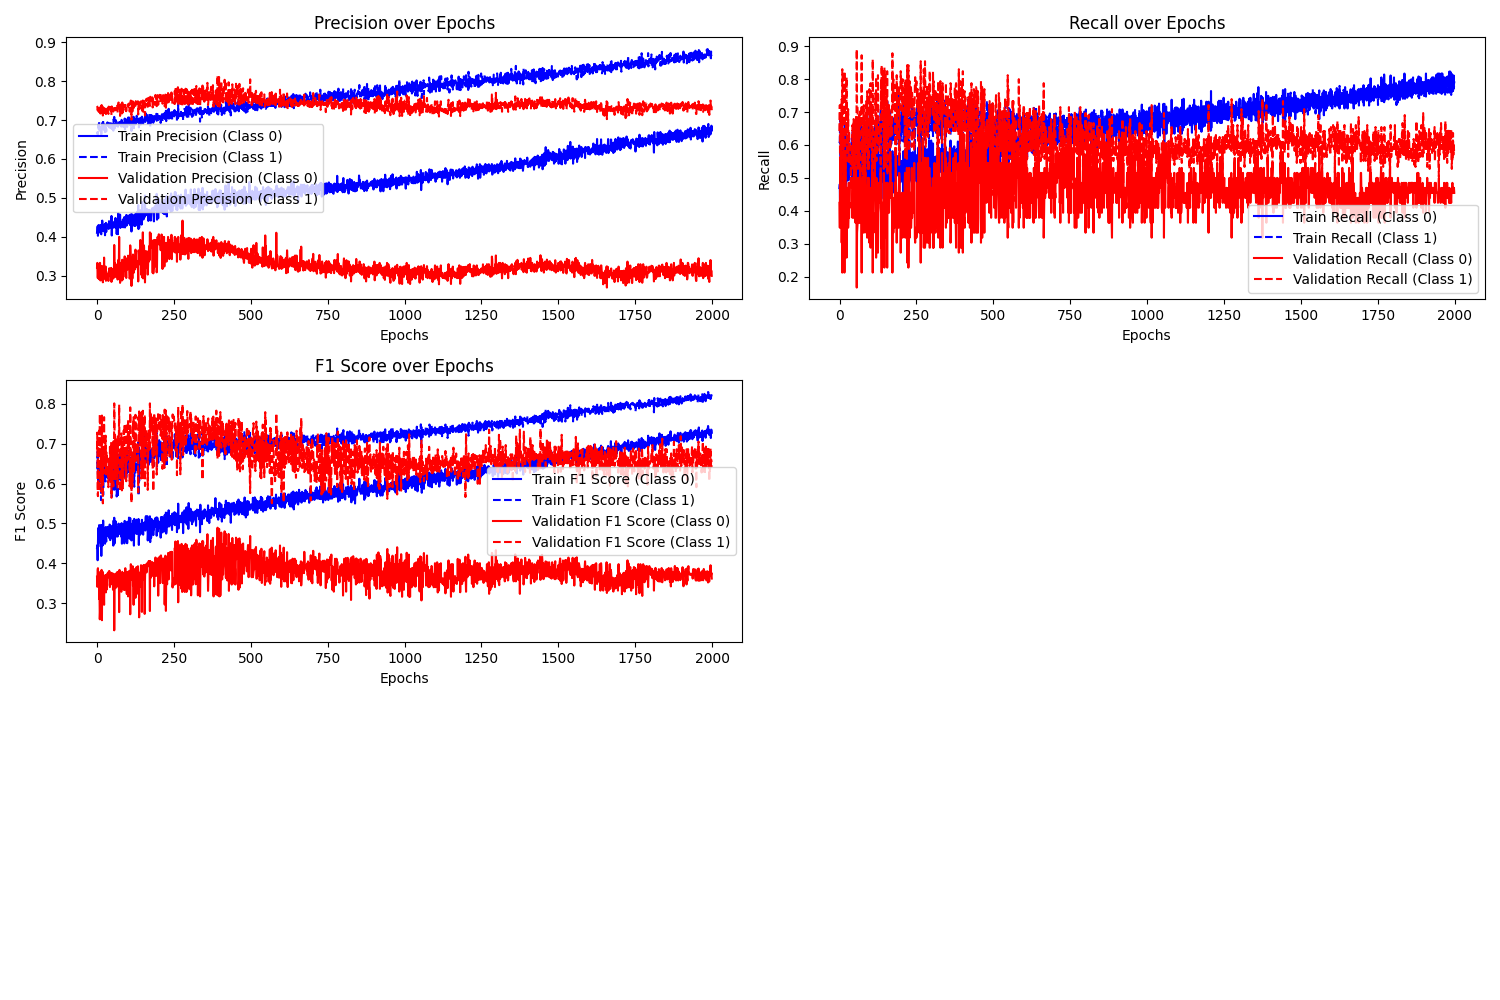 Precision over Epochs
0.9
0.8
0.7
0.6
0.5
0.4
0.3
Precision
Train Precision (Class 0)
Train Precision (Class 1)
Validation Precision (Class 0)
Validation Precision (Class 1)
0 250 500 750 1000 1250 1500 1750 2000
Epochs
Recall over Epochs
0.9
0.8
0.7
0.6
0.5
0.4
0.3
0.2
Recall
Train Recall (Class 0)
Train Recall (Class 1)
Validation Recall (Class 0)
Validation Recall (Class 1)
0 250 500 750 1000 1250 1500 1750 2000
Epochs
F1 Score over Epochs
0.8
0.7
0.6
0.5
0.4
0.3
F1 Score
Train F1 Score (Class 0)
Train F1 Score (Class 1)
Validation F1 Score (Class 0)
Validation F1 Score (Class 1)
0 250 500 750 1000 1250 1500 1750 2000
Epochs